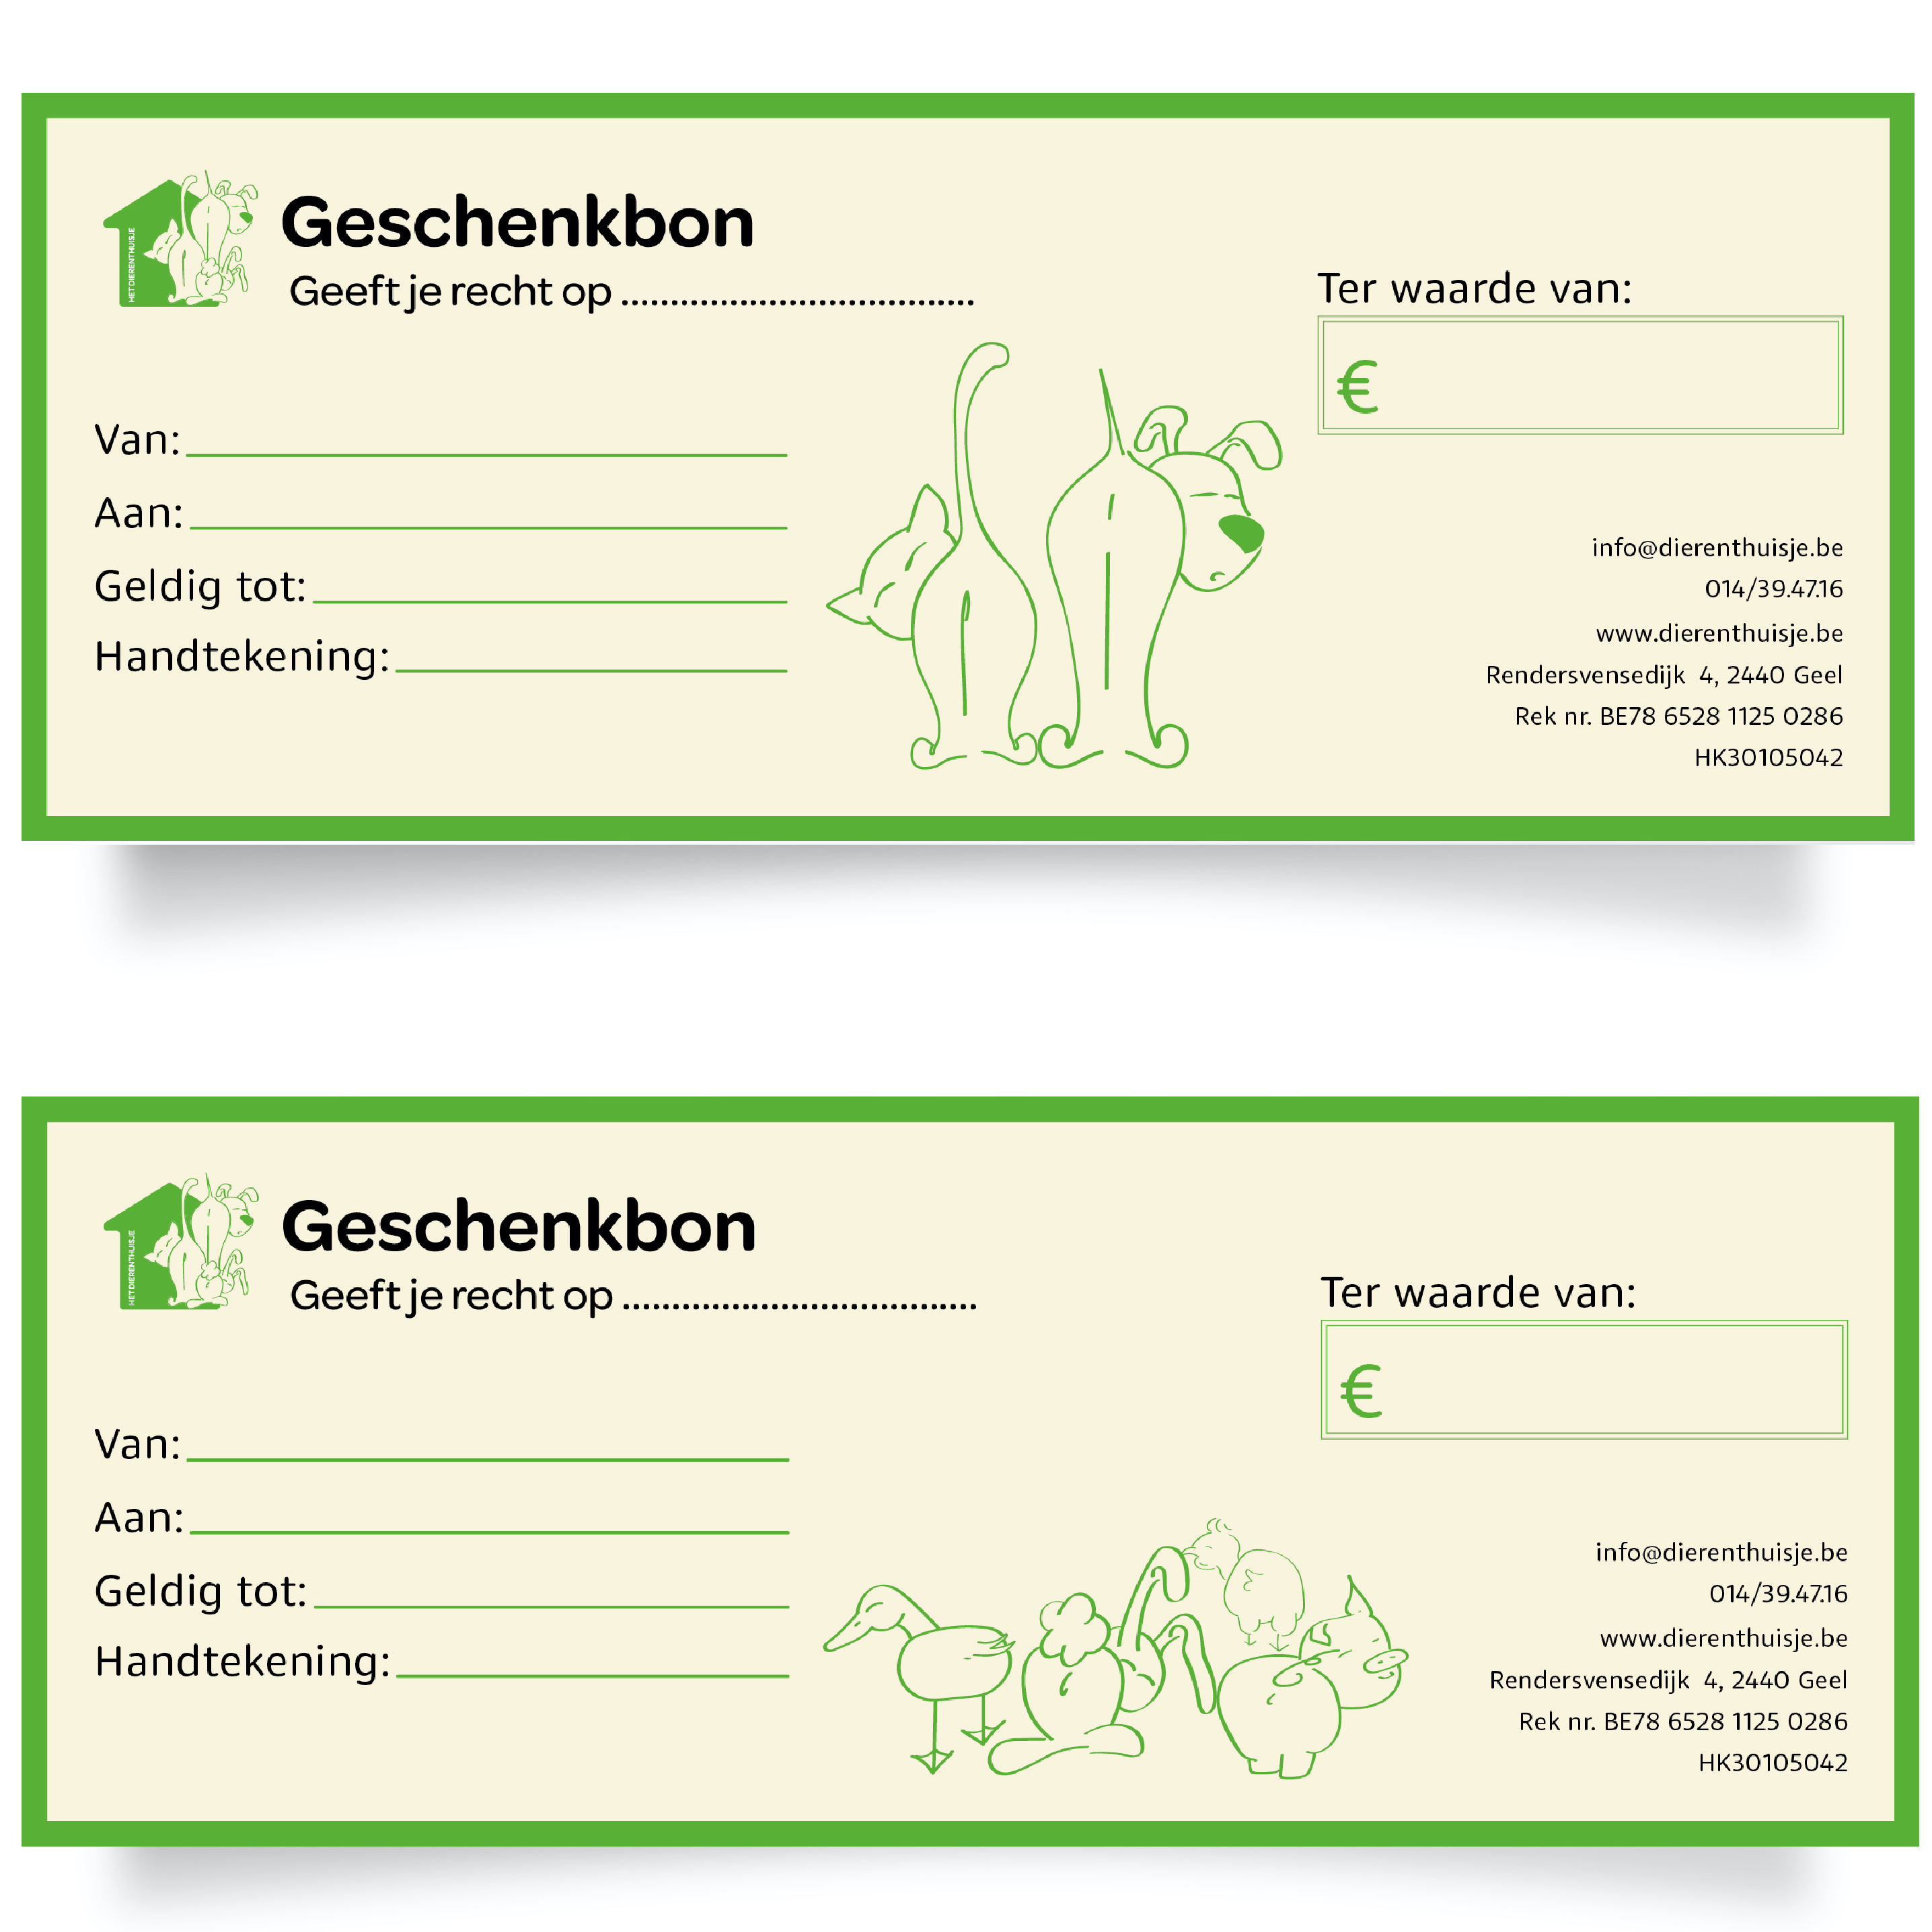 HET DIERENTHUISJE
Geschenkbon
Geeft je recht op ....................................
Ter waarde van:
€
Van:
Aan:
Geldig tot:
Handtekening:
info@dierenthuisje.be
014/39.47.16
www.dierenthuisje.be
Rendersvensedijk 4, 2440 Geel
Rek nr. BE78 6528 1125 0286
HK30105042
HET DIERENTHUISJE
Geschenkbon
Geeft je recht op ....................................
Ter waarde van:
€
Van:
Aan:
Geldig tot:
Handtekening:
info@dierenthuisje.be
014/39.47.16
www.dierenthuisje.be
Rendersvensedijk 4, 2440 Geel
Rek nr. BE78 6528 1125 0286
HK30105042